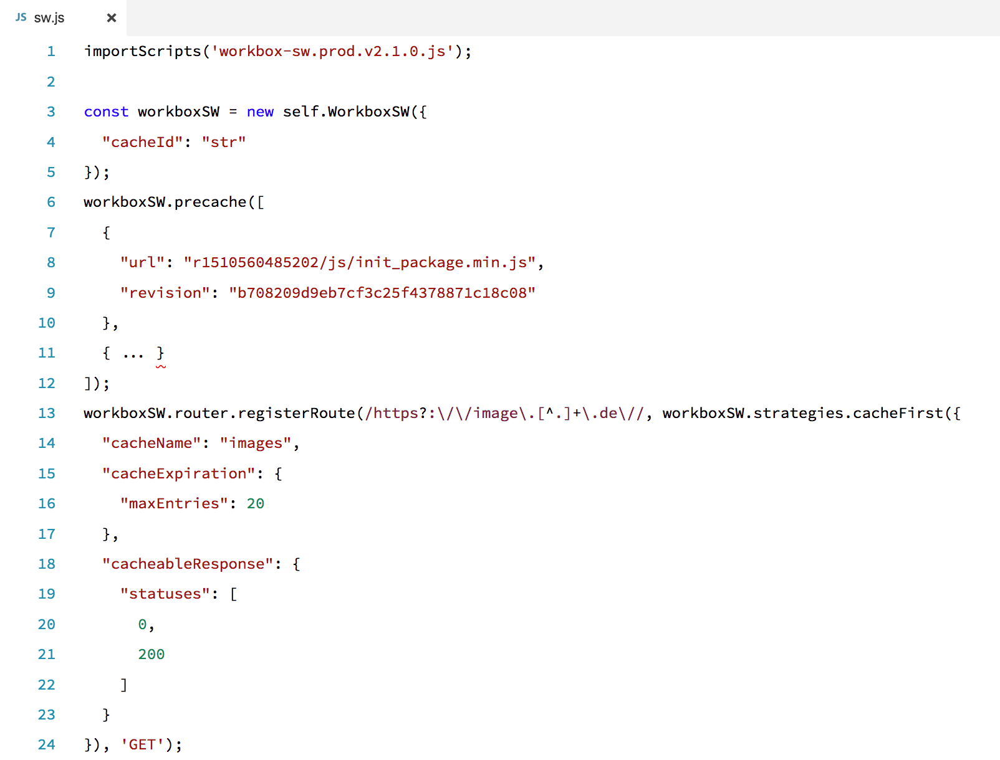 JS sw.js ×
1 importScripts('workbox-sw.prod.v2.1.0.js');
2
3 const workboxSW = new self.WorkboxSW({
4   "cacheId": "str"
5 });
6 workboxSW.precache([
7   {
8     "url": "r1510560485202/js/init_package.min.js",
9     "revision": "b708209d9eb7cf3c25f4378871c18c08"
10   },
11   { ... }
12 ]);
13 workboxSW.router.registerRoute(/https?:\/\/image\.[^.]+\.de\//, workboxSW.strategies.cacheFirst({
14   "cacheName": "images",
15   "cacheExpiration": {
16     "maxEntries": 20
17   },
18   "cacheableResponse": {
19     "statuses": [
20       0,
21       200
22     ]
23   }
24 }), 'GET');